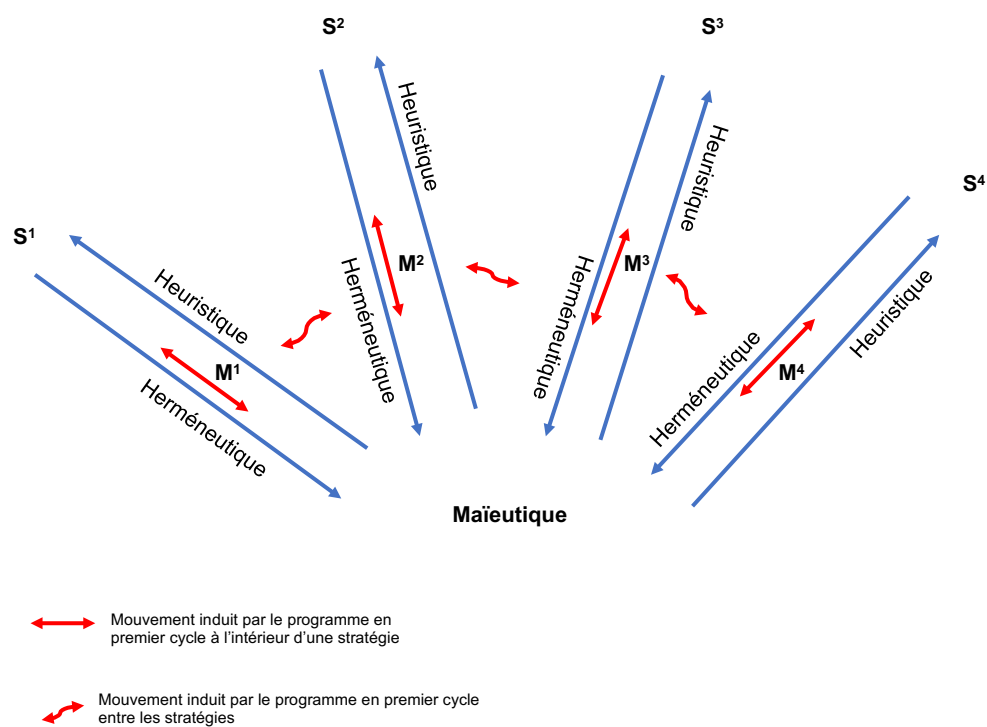 S²
S³
S⁴
S¹
Heuristique
Heuristique
Heuristique
Heuristique
Herméneutique
Herméneutique
Herméneutique
Herméneutique
M²
M³
M¹
M⁴
Maïeutique
Mouvement induit par le programme en
premier cycle à l’intérieur d’une stratégie
Mouvement induit par le programme en premier cycle
entre les stratégies